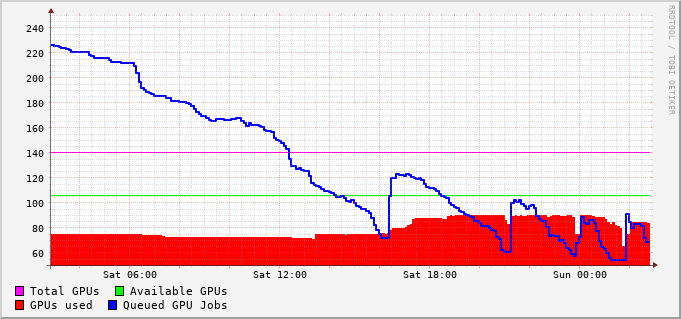 RRDTOOL / TOBI OETIKER
240
220
200
180
160
140
120
100
80
60
Sat 06:00 Sat 12:00 Sat 18:00 Sun 00:00
Total GPUs Available GPUs
GPUs used Queued GPU Jobs